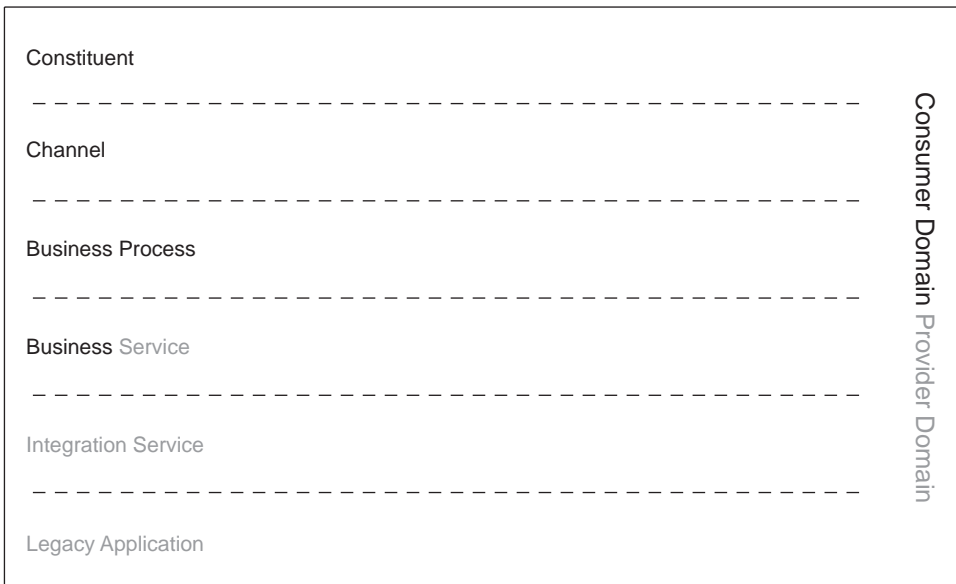 Constituent
Channel
Business Process
Business Service
Integration Service
Legacy Application
Consumer Domain Provider Domain